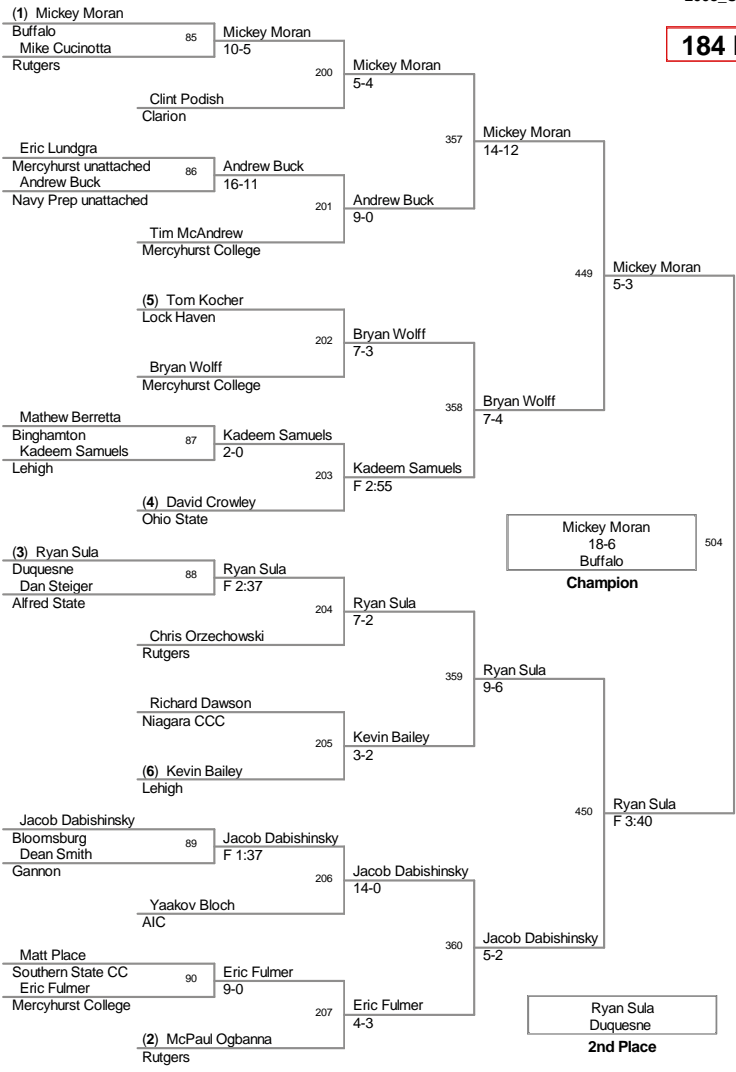 184
(1) Mickey Moran
Buffalo
Mike Cucinotta
Rutgers
85
Mickey Moran
10-5
Clint Podish
Clarion
200
Mickey Moran
5-4
Eric Lundgra
Mercyhurst unattached
Andrew Buck
Navy Prep unattached
86
Andrew Buck
16-11
Tim McAndrew
Mercyhurst College
201
Andrew Buck
9-0
357
Mickey Moran
14-12
(5) Tom Kocher
Lock Haven
Bryan Wolff
Mercyhurst College
202
Bryan Wolff
7-3
Mathew Berretta
Binghamton
Kadeem Samuels
Lehigh
87
Kadeem Samuels
2-0
(4) David Crowley
Ohio State
203
Kadeem Samuels
F 2:55
358
Bryan Wolff
7-4
449
Mickey Moran
5-3
Mickey Moran
18-6
Buffalo
Champion
504
(3) Ryan Sula
Duquesne
Dan Steiger
Alfred State
88
Ryan Sula
F 2:37
Chris Orzechowski
Rutgers
204
Ryan Sula
7-2
Richard Dawson
Niagara CCC
(6) Kevin Bailey
Lehigh
205
Kevin Bailey
3-2
359
Ryan Sula
9-6
Jacob Dabishinsky
Bloomsburg
Dean Smith
Gannon
89
Jacob Dabishinsky
F 1:37
Yaakov Bloch
AIC
206
Jacob Dabishinsky
14-0
Matt Place
Southern State CC
Eric Fulmer
Mercyhurst College
90
Eric Fulmer
9-0
(2) McPaul Ogbanna
Rutgers
207
Eric Fulmer
4-3
360
Jacob Dabishinsky
5-2
450
Ryan Sula
F 3:40
Ryan Sula
Duquesne
2nd Place